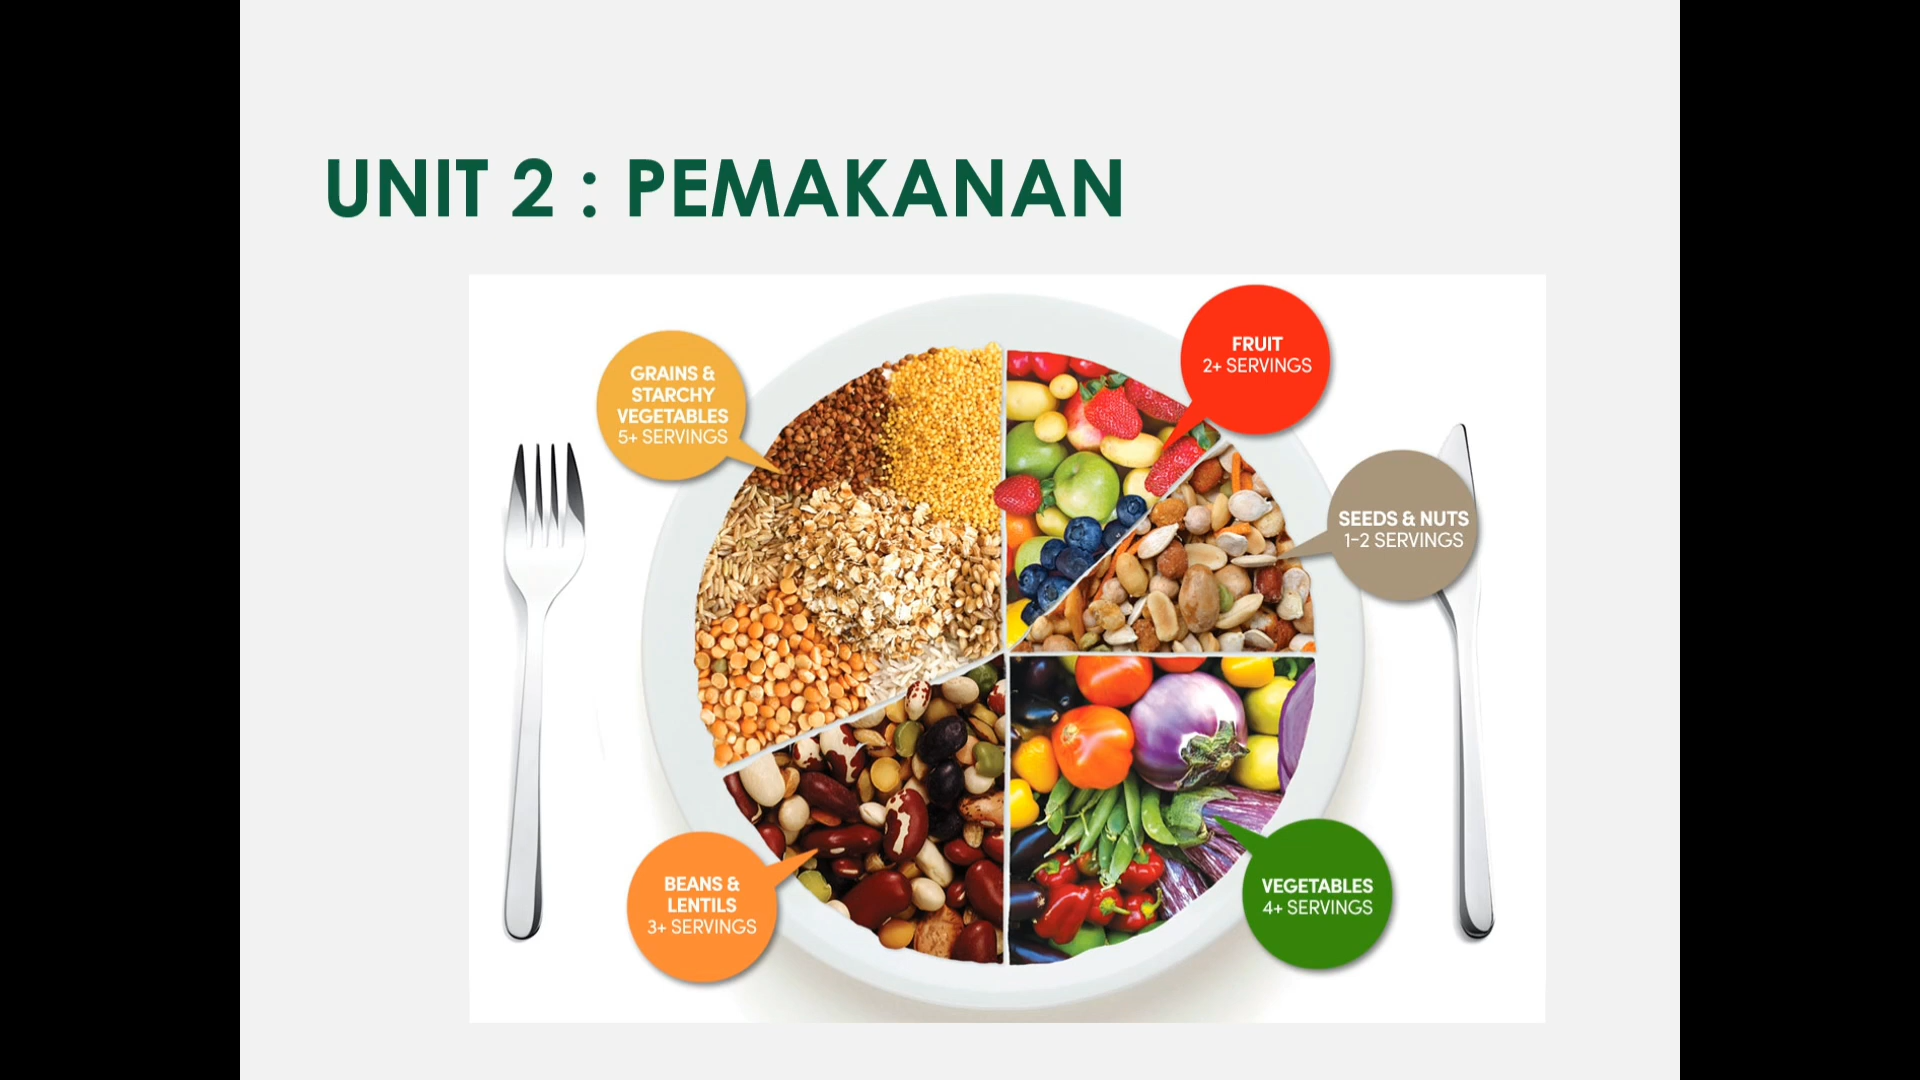 UNIT 2 : PEMAKANAN
GRAINS &
STARCHY
VEGETABLES
5+ SERVINGS
FRUIT
2+ SERVINGS
SEEDS & NUTS
1-2 SERVINGS
BEANS &
LENTILS
3+ SERVINGS
VEGETABLES
4+ SERVINGS